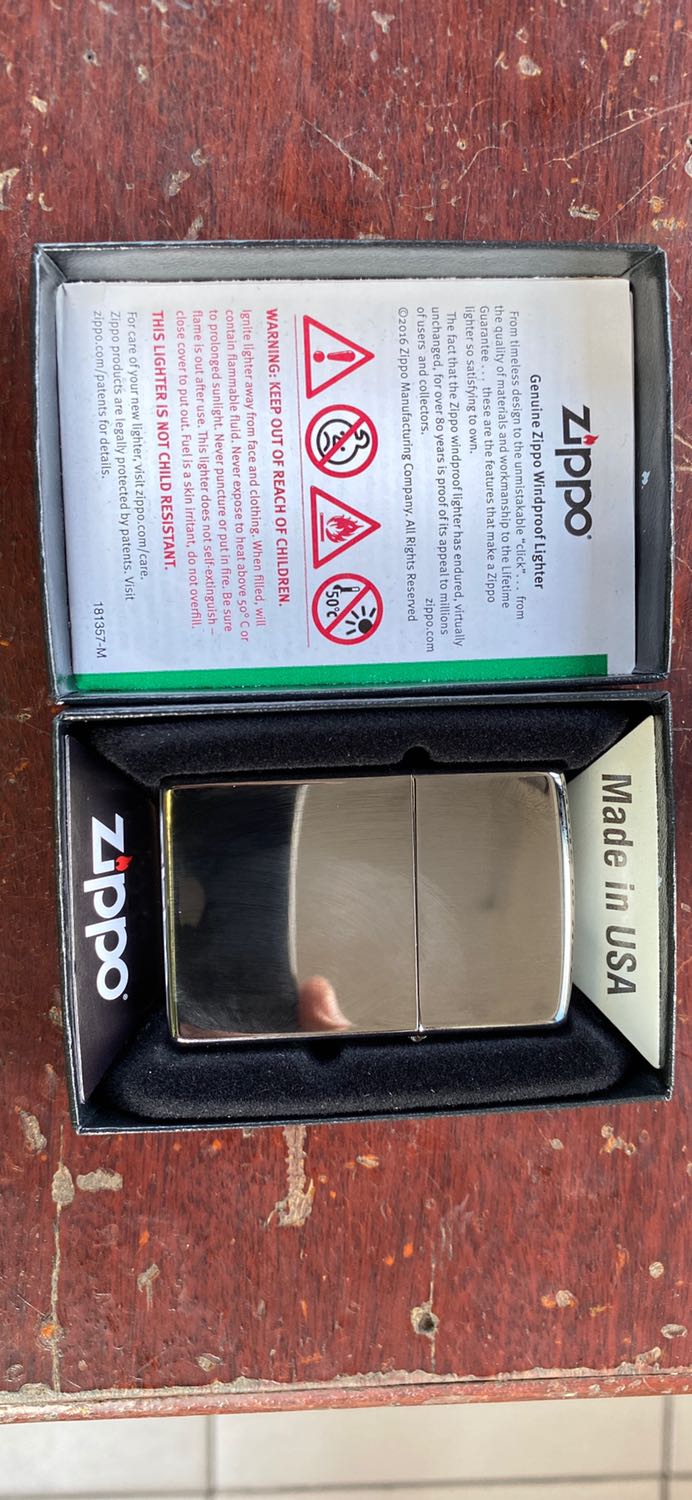 Zippo®
Genuine Zippo Windproof Lighter
From timeless design to the unmistakable “click”... from
the quality of materials and workmanship to the Lifetime
Guarantee ... these are the features that make a Zippo
lighter so satisfying to own.
The fact that the Zippo windproof lighter has endured, virtually
unchanged, for over 80 years is proof of its appeal to millions
of users and collectors. zippo.com
©2016 Zippo Manufacturing Company. All Rights Reserved
50°C
WARNING: KEEP OUT OF REACH OF CHILDREN.
Ignite lighter away from face and clothing. When filled, will
contain flammable fluid. Never expose to heat above 50° C or
to prolonged sunlight. Never puncture or put in fire. Be sure
flame is out after use. This lighter does not self-extinguish –
close cover to put out. Fuel is a skin irritant, do not overfill.
THIS LIGHTER IS NOT CHILD RESISTANT.
For care of your new lighter, visit zippo.com/care.
Zippo products are legally protected by patents. Visit
zippo.com/patents for details.
181357-M
Made in USA
Zippo®